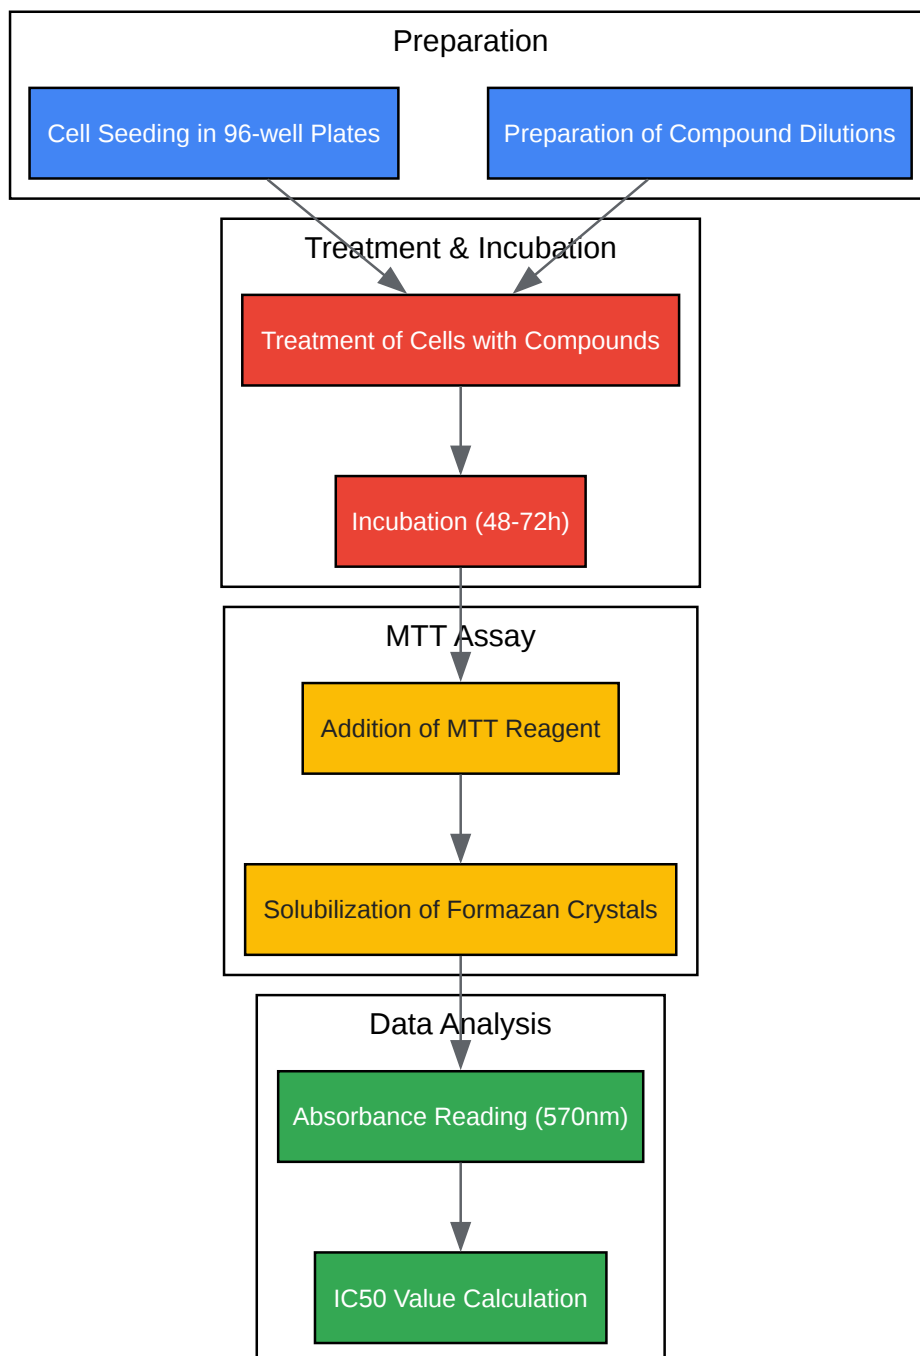 Preparation
Cell Seeding in 96-well Plates
Preparation of Compound Dilutions
Treatment & Incubation
Treatment of Cells with Compounds
Incubation (48-72h)
MTT Assay
Addition of MTT Reagent
Solubilization of Formazan Crystals
Data Analysis
Absorbance Reading (570nm)
IC50 Value Calculation